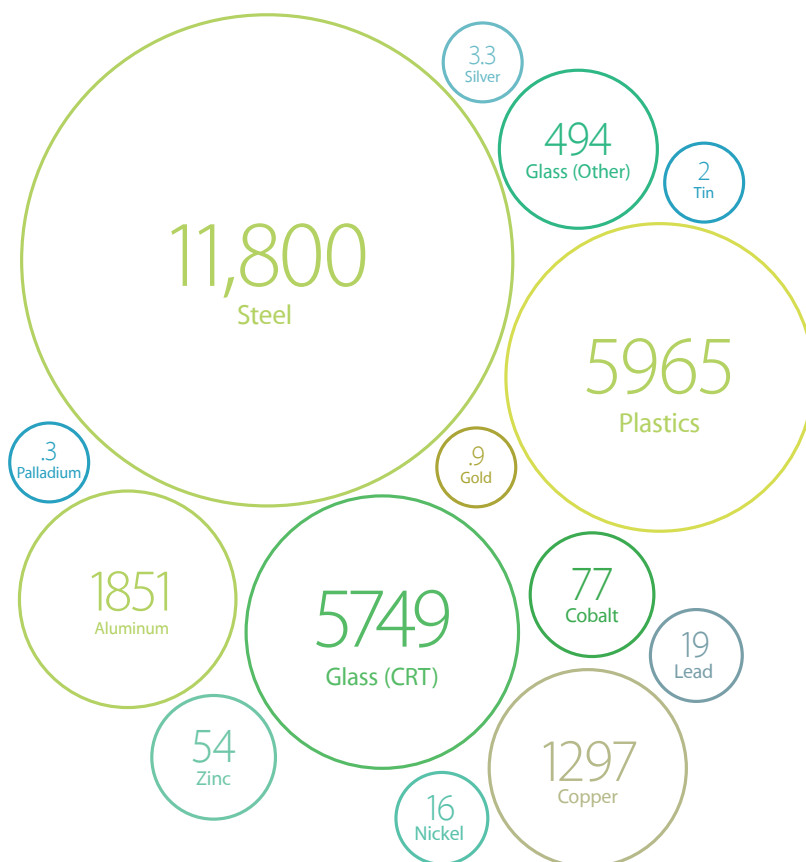 3.3
Silver
494
Glass (Other)
2
Tin
11,800
Steel
5965
Plastics
.3
Palladium
.9
Gold
1851
Aluminum
5749
Glass (CRT)
77
Cobalt
19
Lead
54
Zinc
1297
Copper
16
Nickel